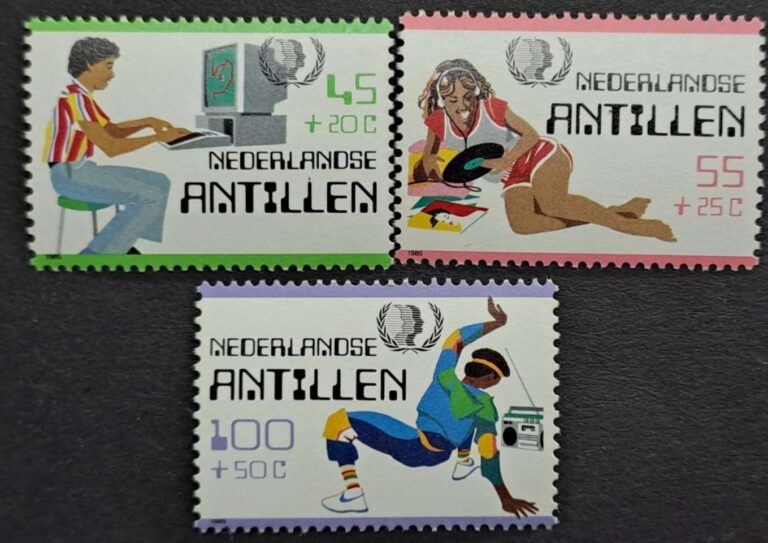 45
+ 20 C
NEDERLANDSE
ANTILLEN
1985
NEDERLANDSE
ANTILLEN
55
+ 25 C
1985
NEDERLANDSE
ANTILLEN
100
+ 50 C
1985